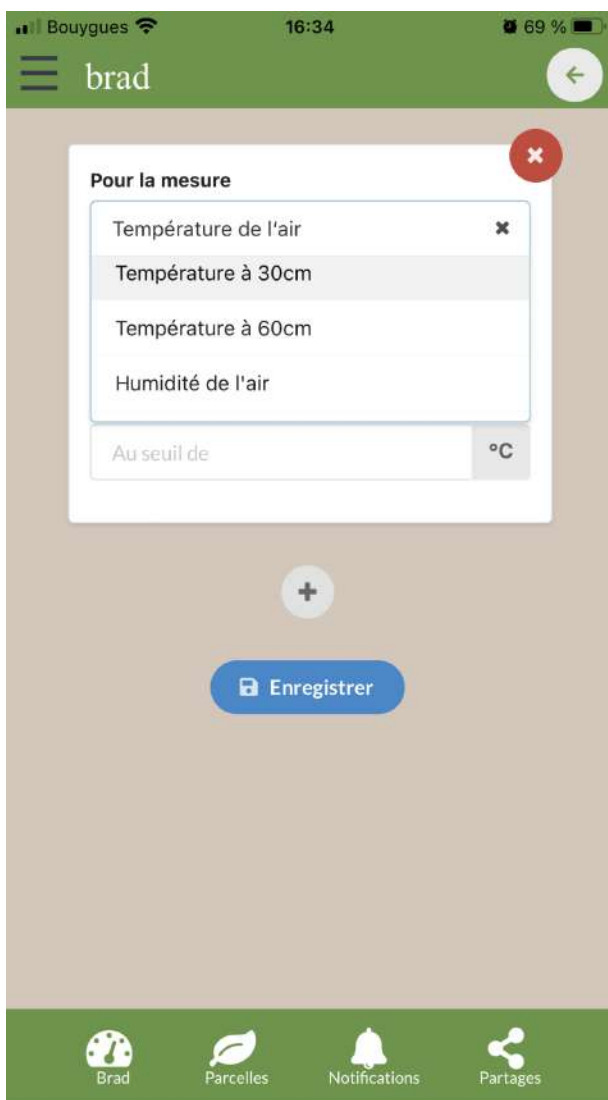 Bouygues 16:34 69 %
brad
Pour la mesure
Température de l'air
Température à 30cm
Température à 60cm
Humidité de l'air
Au seuil de °C
Enregistrer
Brad Parcelles Notifications Partages